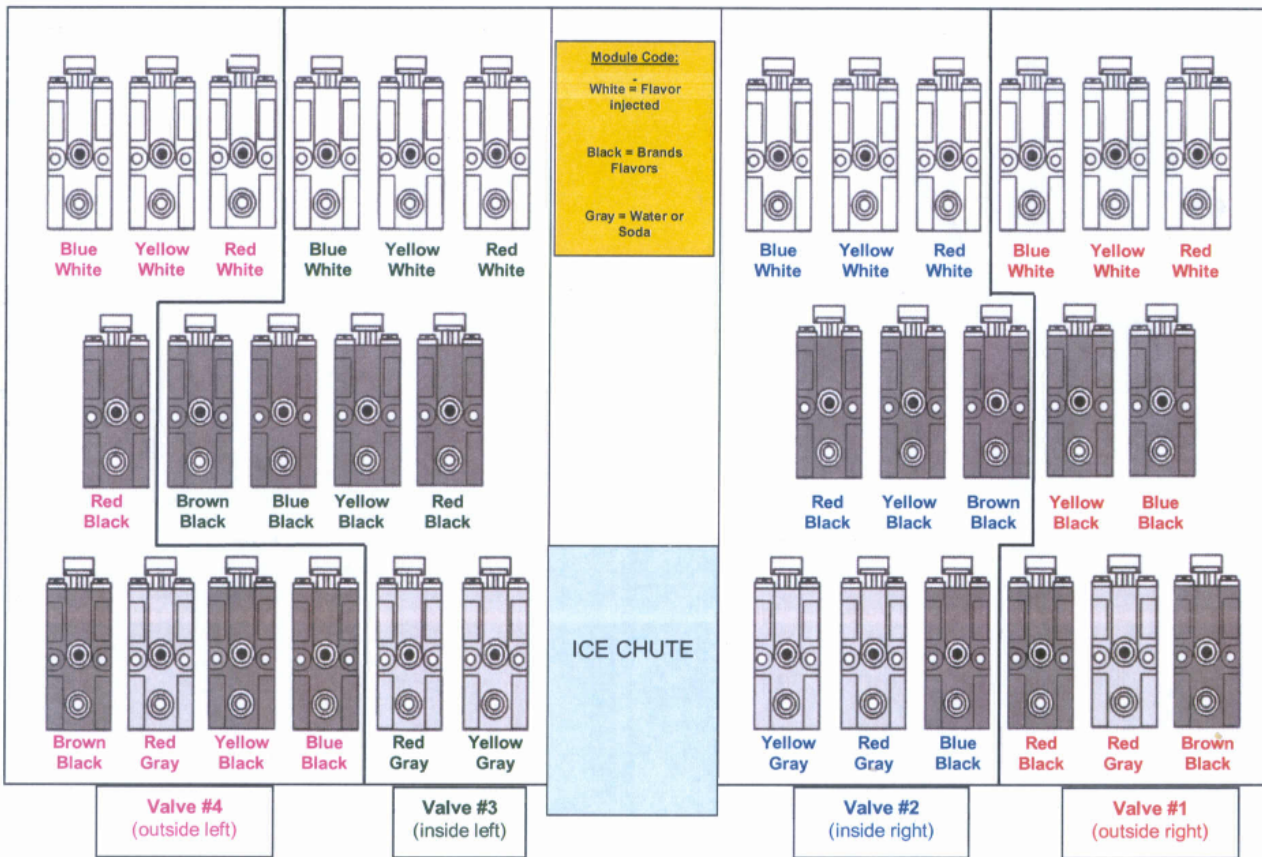 Module Code:
White = Flavor
injected
Black = Brands
Flavors
Gray = Water or
Soda
Blue
White
Yellow
White
Red
White
Blue
White
Yellow
White
Red
White
Blue
White
Yellow
White
Red
White
Blue
White
Yellow
White
Red
White
Red
Black
Brown
Black
Blue
Black
Yellow
Black
Red
Black
Red
Black
Yellow
Black
Brown
Black
Yellow
Black
Blue
Black
ICE CHUTE
Brown
Black
Red
Gray
Yellow
Black
Blue
Black
Red
Gray
Yellow
Gray
Yellow
Gray
Red
Gray
Blue
Black
Red
Black
Red
Gray
Brown
Black
Valve #4
(outside left)
Valve #3
(inside left)
Valve #2
(inside right)
Valve #1
(outside right)